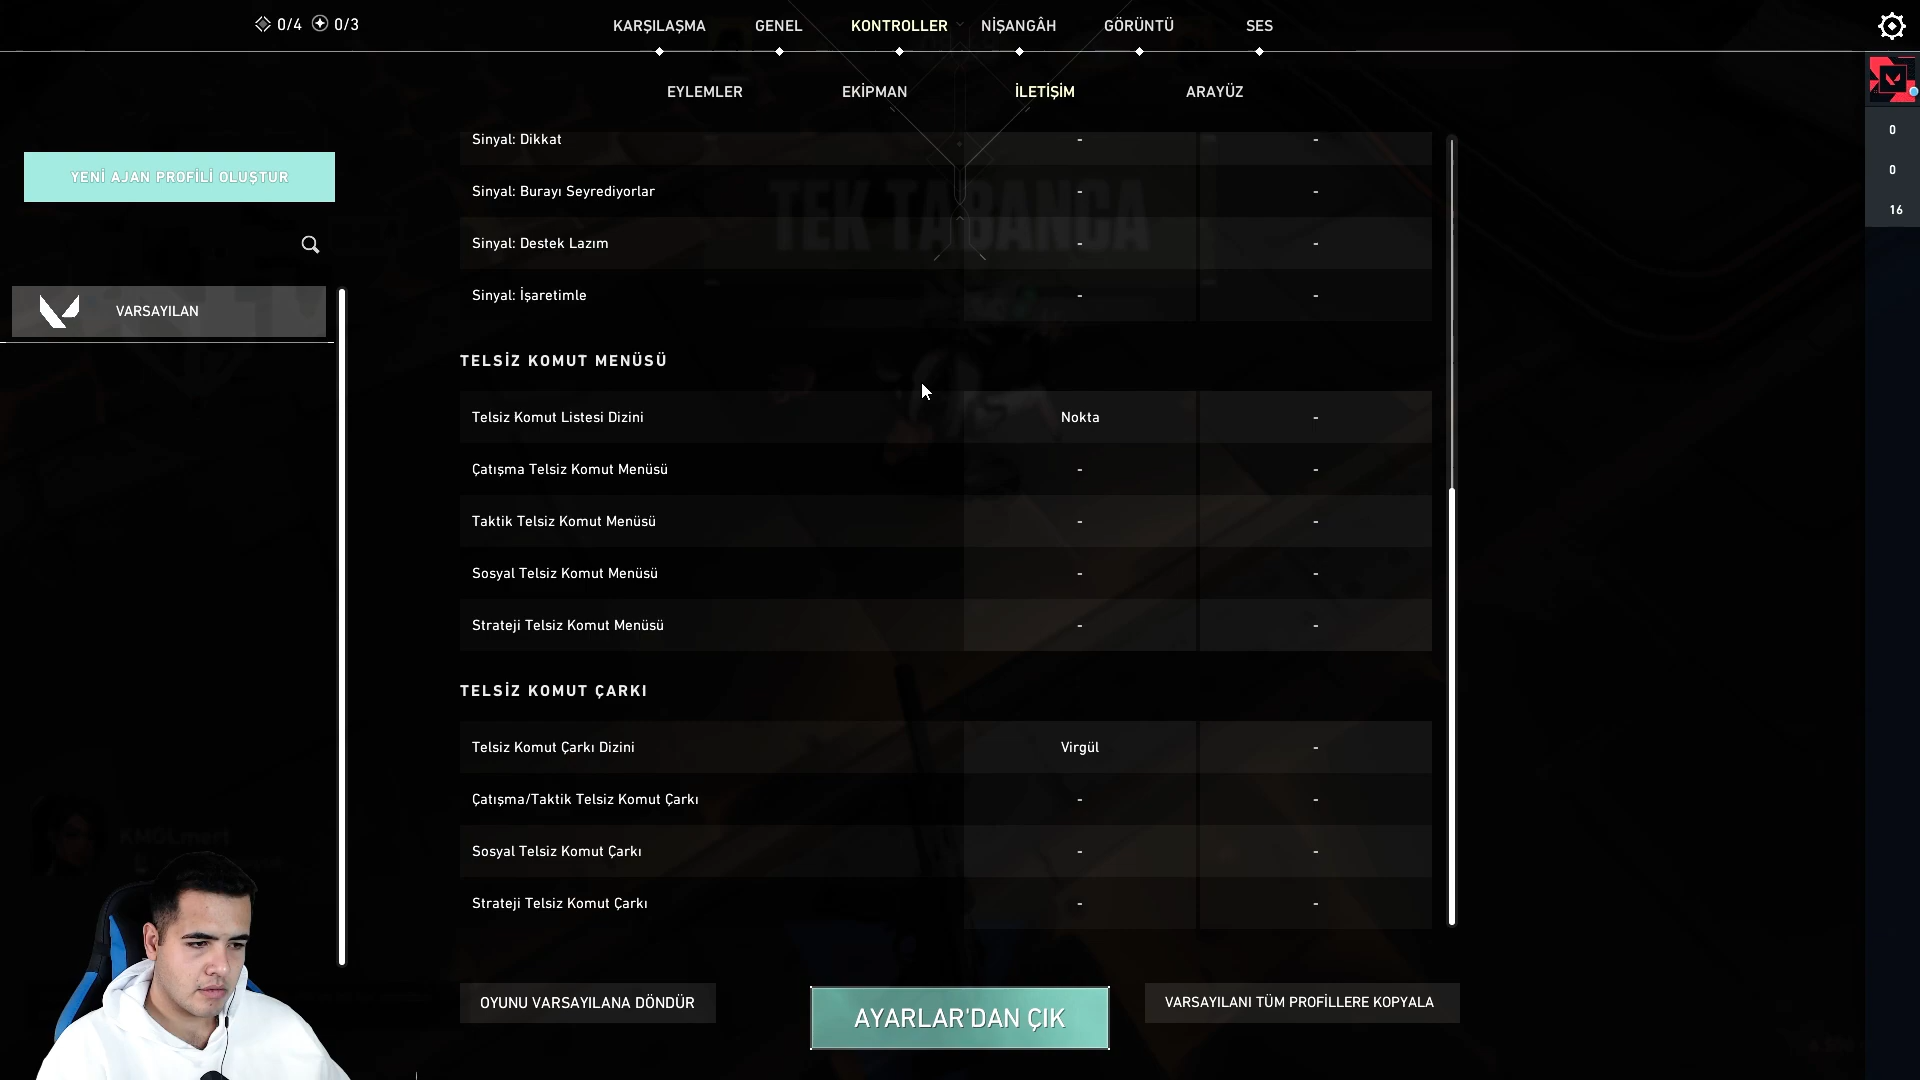 0/4 0/3
KARŞILAŞMA GENEL KONTROLLER NİŞANGÂH GÖRÜNTÜ SES
EYLEMLER EKİPMAN İLETİŞİM ARAYÜZ
0
0
16
YENİ AJAN PROFİLİ OLUŞTUR
VARSAYILAN
TEK TABANCA
Sinyal: Dikkat - -
Sinyal: Burayı Seyrediyorlar - -
Sinyal: Destek Lazım - -
Sinyal: İşaretimle - -
TELSİZ KOMUT MENÜSÜ
Telsiz Komut Listesi Dizini Nokta -
Çatışma Telsiz Komut Menüsü - -
Taktik Telsiz Komut Menüsü - -
Sosyal Telsiz Komut Menüsü - -
Strateji Telsiz Komut Menüsü - -
TELSİZ KOMUT ÇARKI
Telsiz Komut Çarkı Dizini Virgül -
Çatışma/Taktik Telsiz Komut Çarkı - -
Sosyal Telsiz Komut Çarkı - -
Strateji Telsiz Komut Çarkı - -
OYUNU VARSAYILANA DÖNDÜR
AYARLAR'DAN ÇIK
VARSAYILANI TÜM PROFİLLERE KOPYALA